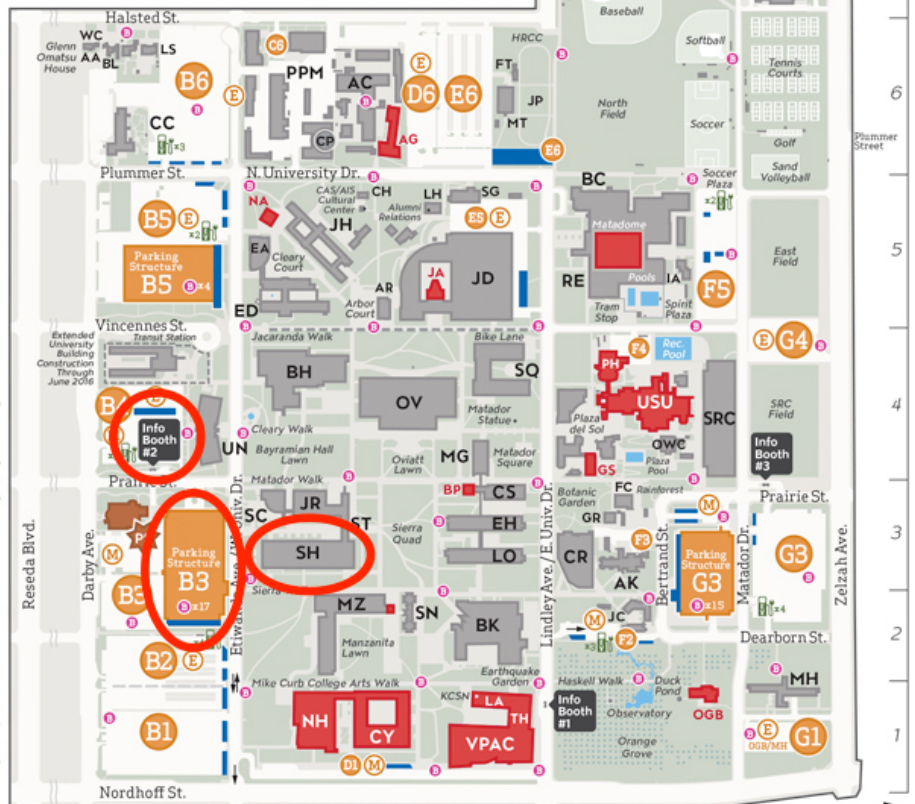 Halsted St.
WC
AA
BL
LS
Glenn
Omatsu
House
B6
E
CC
x3
C6
PPM
AC
CP
AG
E
D6
E6
HRCC
FT
JP
MT
E6
Baseball
Softball
North
Field
Soccer
Tennis
Courts
Golf
Sand
Volleyball
6
Plummer
Street
Plummer St.
N. University Dr.
B5
E
x2
Parking
Structure
B5
B x4
NA
CAS/AIS
Cultural
Center
CH
Alumni
Relations
LH
SG
JH
E5
E
EA
Cleary
Court
ED
Arbor
Court
AR
JA
JD
BC
Matadome
RE
Pools
IA
Tram
Stop
Spirit
Plaza
Soccer
Plaza
x2
F5
East
Field
5
Vincennes St.
Transit Station
Extended
University
Building
Construction
Through
June 2016
Jacaranda Walk
Bike Lane
BH
OV
SQ
Matador
Statue
F4
Rec.
Pool
PH
USU
SRC
E
G4
SRC
Field
4
B4
E
Info
Booth
#2
UN
Cleary Walk
Bayramian Hall
Lawn
Oviatt
Lawn
MG
Matador
Square
Plaza
del Sol
OWC
Plaza
Pool
GS
Info
Booth
#3
Prairie St.
Matador Walk
SC
JR
ST
SH
Sierra
Quad
BP
CS
EH
LO
Botanic
Garden
FC
Rainforest
GR
F3
CR
AK
M
Prairie St.
Parking
Structure
G3
B x15
G3
x4
3
Reseda Blvd.
Darby Ave.
M
Parking
Structure
B3
B x17
B3
Etiwanda Ave.
Lindley Ave. / E. Univ. Dr.
Bertrand St.
Matador Dr.
Zelzah Ave.
MZ
SN
BK
Manzanita
Lawn
JC
M
x3
F2
Dearborn St.
2
B2
E
Mike Curb College Arts Walk
Earthquake
Garden
Haskell Walk
Duck
Pond
MH
B1
NH
CY
KCSN
LA
TH
VPAC
Info
Booth
#1
Observatory
OGB
Orange
Grove
E
OGB/MH
G1
1
D1
M
Nordhoff St.